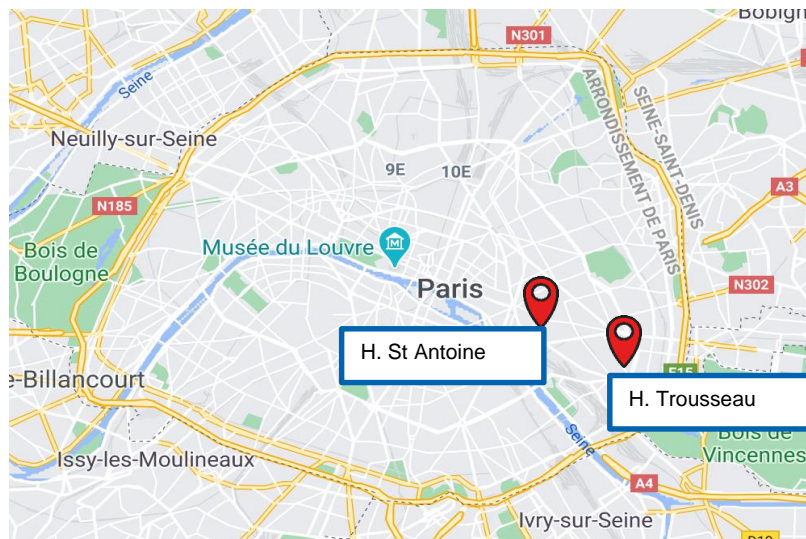 Bobign
N301
Seine
ARRONDISSEMENT DE PARIS
SEINE-SAINT-DENIS
Neuilly-sur-Seine
9E
10E
A3
N185
Musée du Louvre
M
Bois de
Boulogne
Paris
N302
H. St Antoine
E15
e-Billancourt
H. Trousseau
Seine
Bois de
Vincennes
Issy-les-Moulineaux
A4
Ivry-sur-Seine